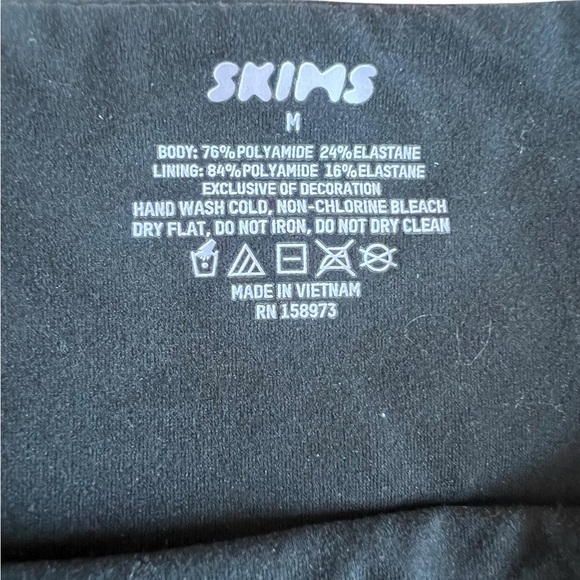 SKIMS
M
BODY: 76% POLYAMIDE 24% ELASTANE
LINING: 84% POLYAMIDE 16% ELASTANE
EXCLUSIVE OF DECORATION
HAND WASH COLD, NON-CHLORINE BLEACH
DRY FLAT, DO NOT IRON, DO NOT DRY CLEAN
MADE IN VIETNAM
RN 158973